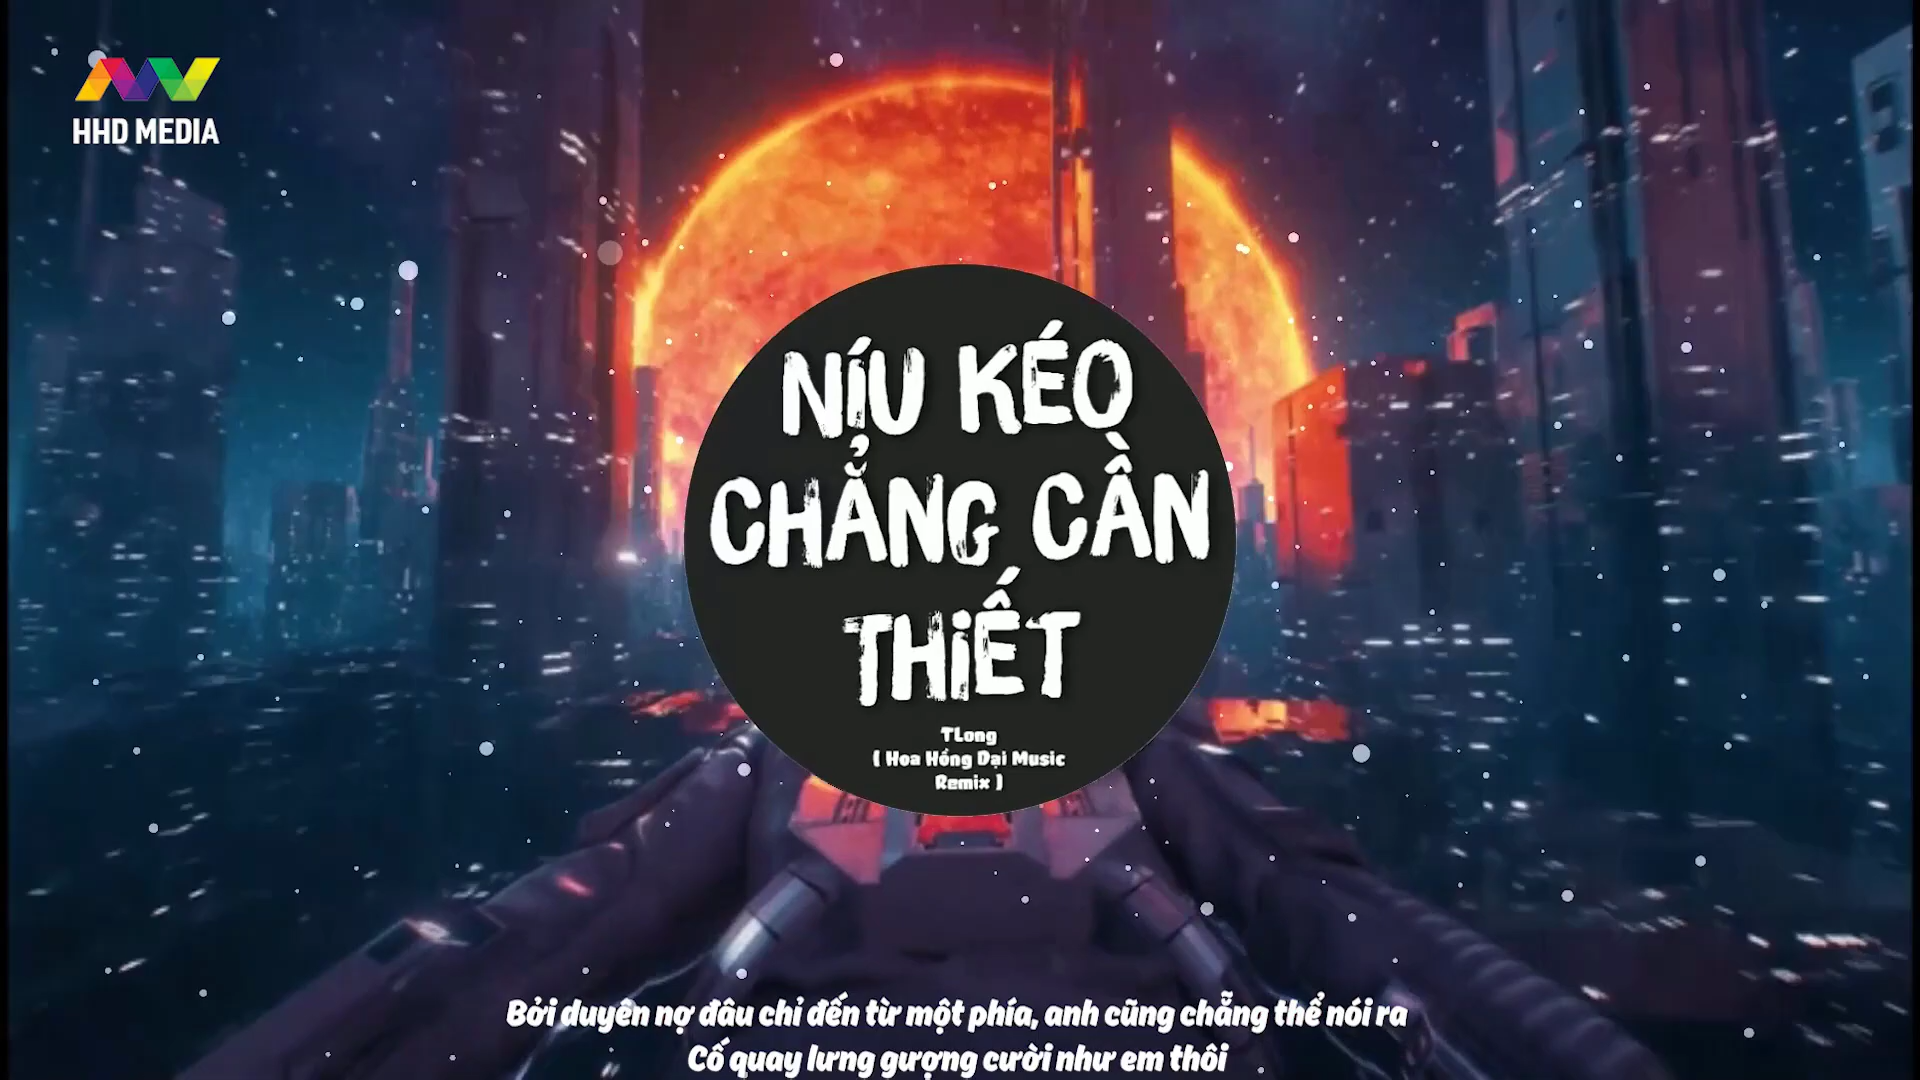 HHD MEDIA
NÍU KÉO
CHẲNG CẦN
THiẾT
TLong
( Hoa Hồng Dại Music
Remix )
Bởi duyên nợ đâu chỉ đến từ một phía, anh cũng chẵng thể nói ra
Cố quay lưng gượng cười như em thôi